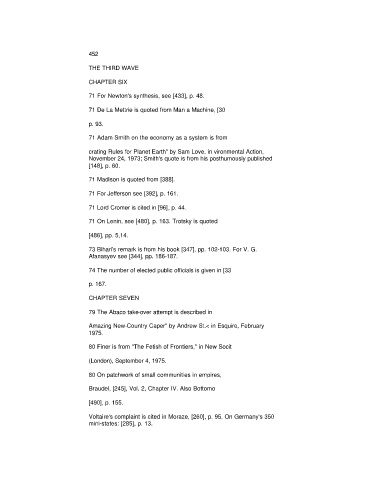 452
THE THIRD WAVE
CHAPTER SIX
71 For Newton's synthesis, see [433], p. 48.
71 De La Mettrie is quoted from Man a Machine, [30
p. 93.
71 Adam Smith on the economy as a system is from
erating Rules for Planet Earth" by Sam Love, in vironmental Action,
November 24, 1973; Smith's quote is from his posthumously published
[148], p. 60.
71 Madison is quoted from [388].
71 For Jefferson see [392], p. 161.
71 Lord Cromer is cited in [96], p. 44.
71 On Lenin, see [480], p. 163. Trotsky is quoted
[486], pp. 5,14.
73 Bihari's remark is from his book [347], pp. 102-103. For V. G.
Afanasyev see [344], pp. 186-187.
74 The number of elected public officials is given in [33
p. 167.
CHAPTER SEVEN
79 The Abaco take-over attempt is described in
Amazing New-Country Caper" by Andrew in Esquire, February
1975.
80 Finer is from "The Fetish of Frontiers," in New Socit
(London), September 4, 1975.
80 On patchwork of small communities in empires,
Braudel, [245], Vol. 2, Chapter IV. Also Bottomo
[490], p. 155.
Voltaire's complaint is cited in Moraze, [260], p. 95. On Germany's 350
mini-states: [285], p. 13.